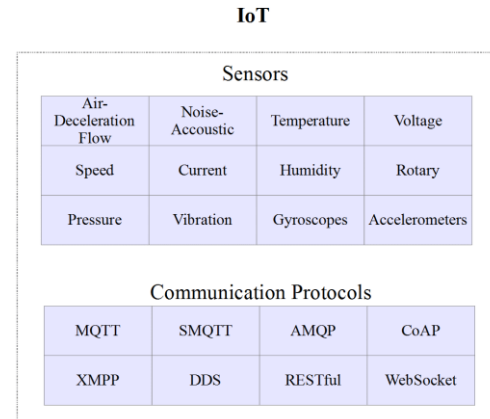 IoT
Sensors
Air-
Deceleration
Flow
Noise-
Accoustic
Temperature
Voltage
Speed
Current
Humidity
Rotary
Pressure
Vibration
Gyroscopes
Accelerometers
Communication Protocols
MQTT
SMQTT
AMQP
CoAP
XMPP
DDS
RESTful
WebSocket